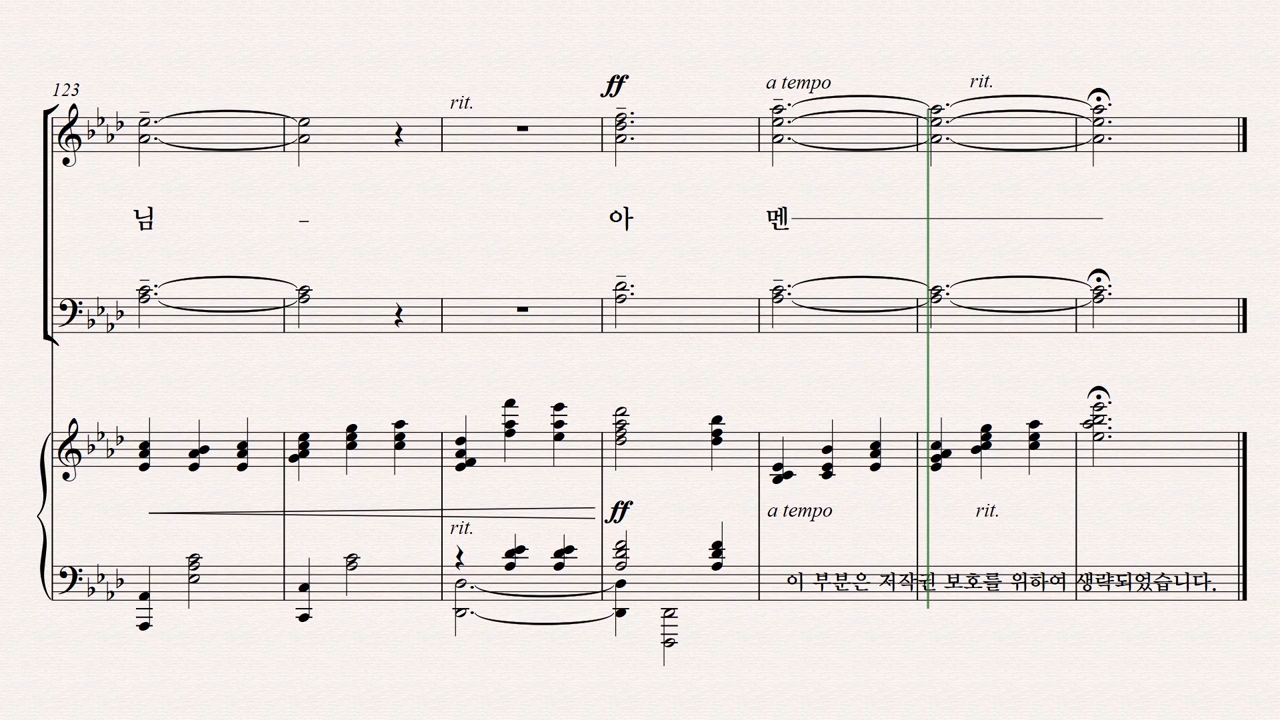 123
rit.
ff
a tempo
rit.
님 - 아 멘
ff
a tempo
rit.
rit.
이 부분은 저작권 보호를 위하여 생략되었습니다.